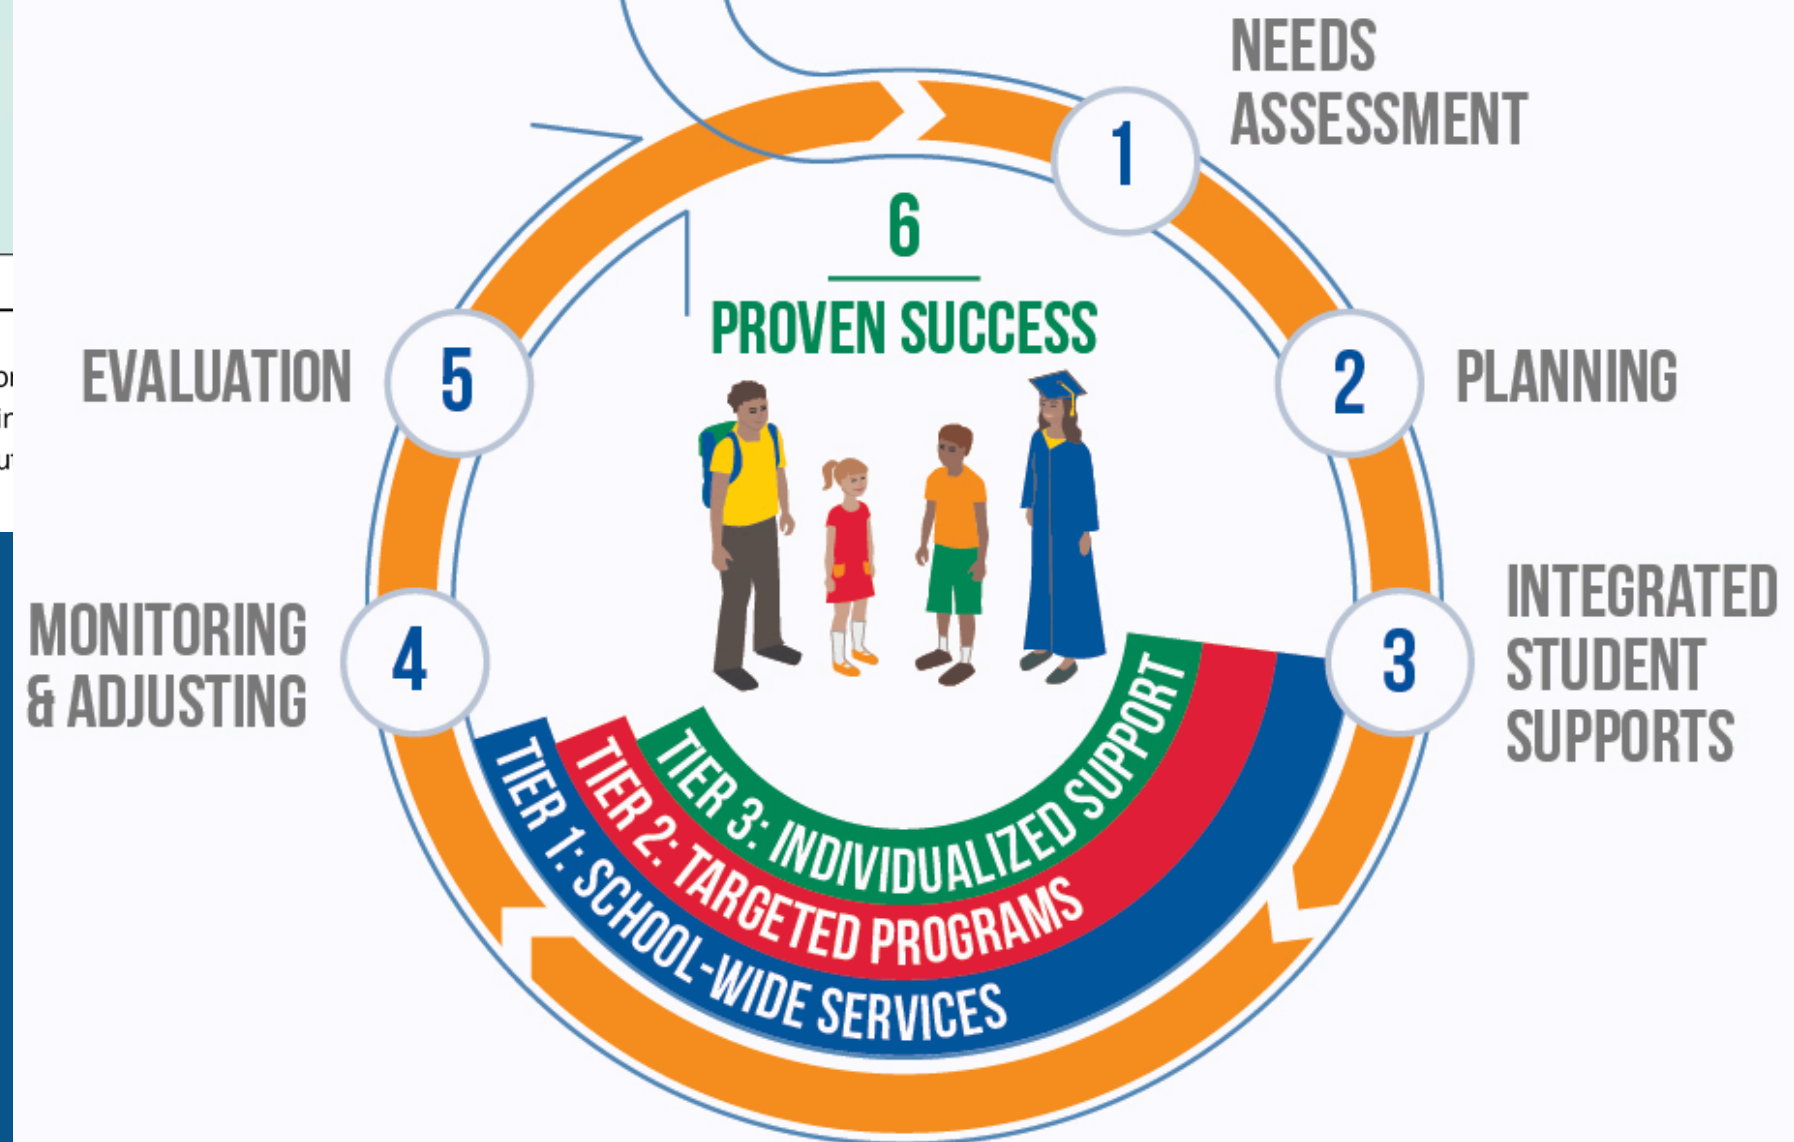 1
NEEDS
ASSESSMENT
2
PLANNING
3
INTEGRATED
STUDENT
SUPPORTS
4
MONITORING
& ADJUSTING
5
EVALUATION
6
PROVEN SUCCESS
TIER 3: INDIVIDUALIZED SUPPORT
TIER 2: TARGETED PROGRAMS
TIER 1: SCHOOL-WIDE SERVICES